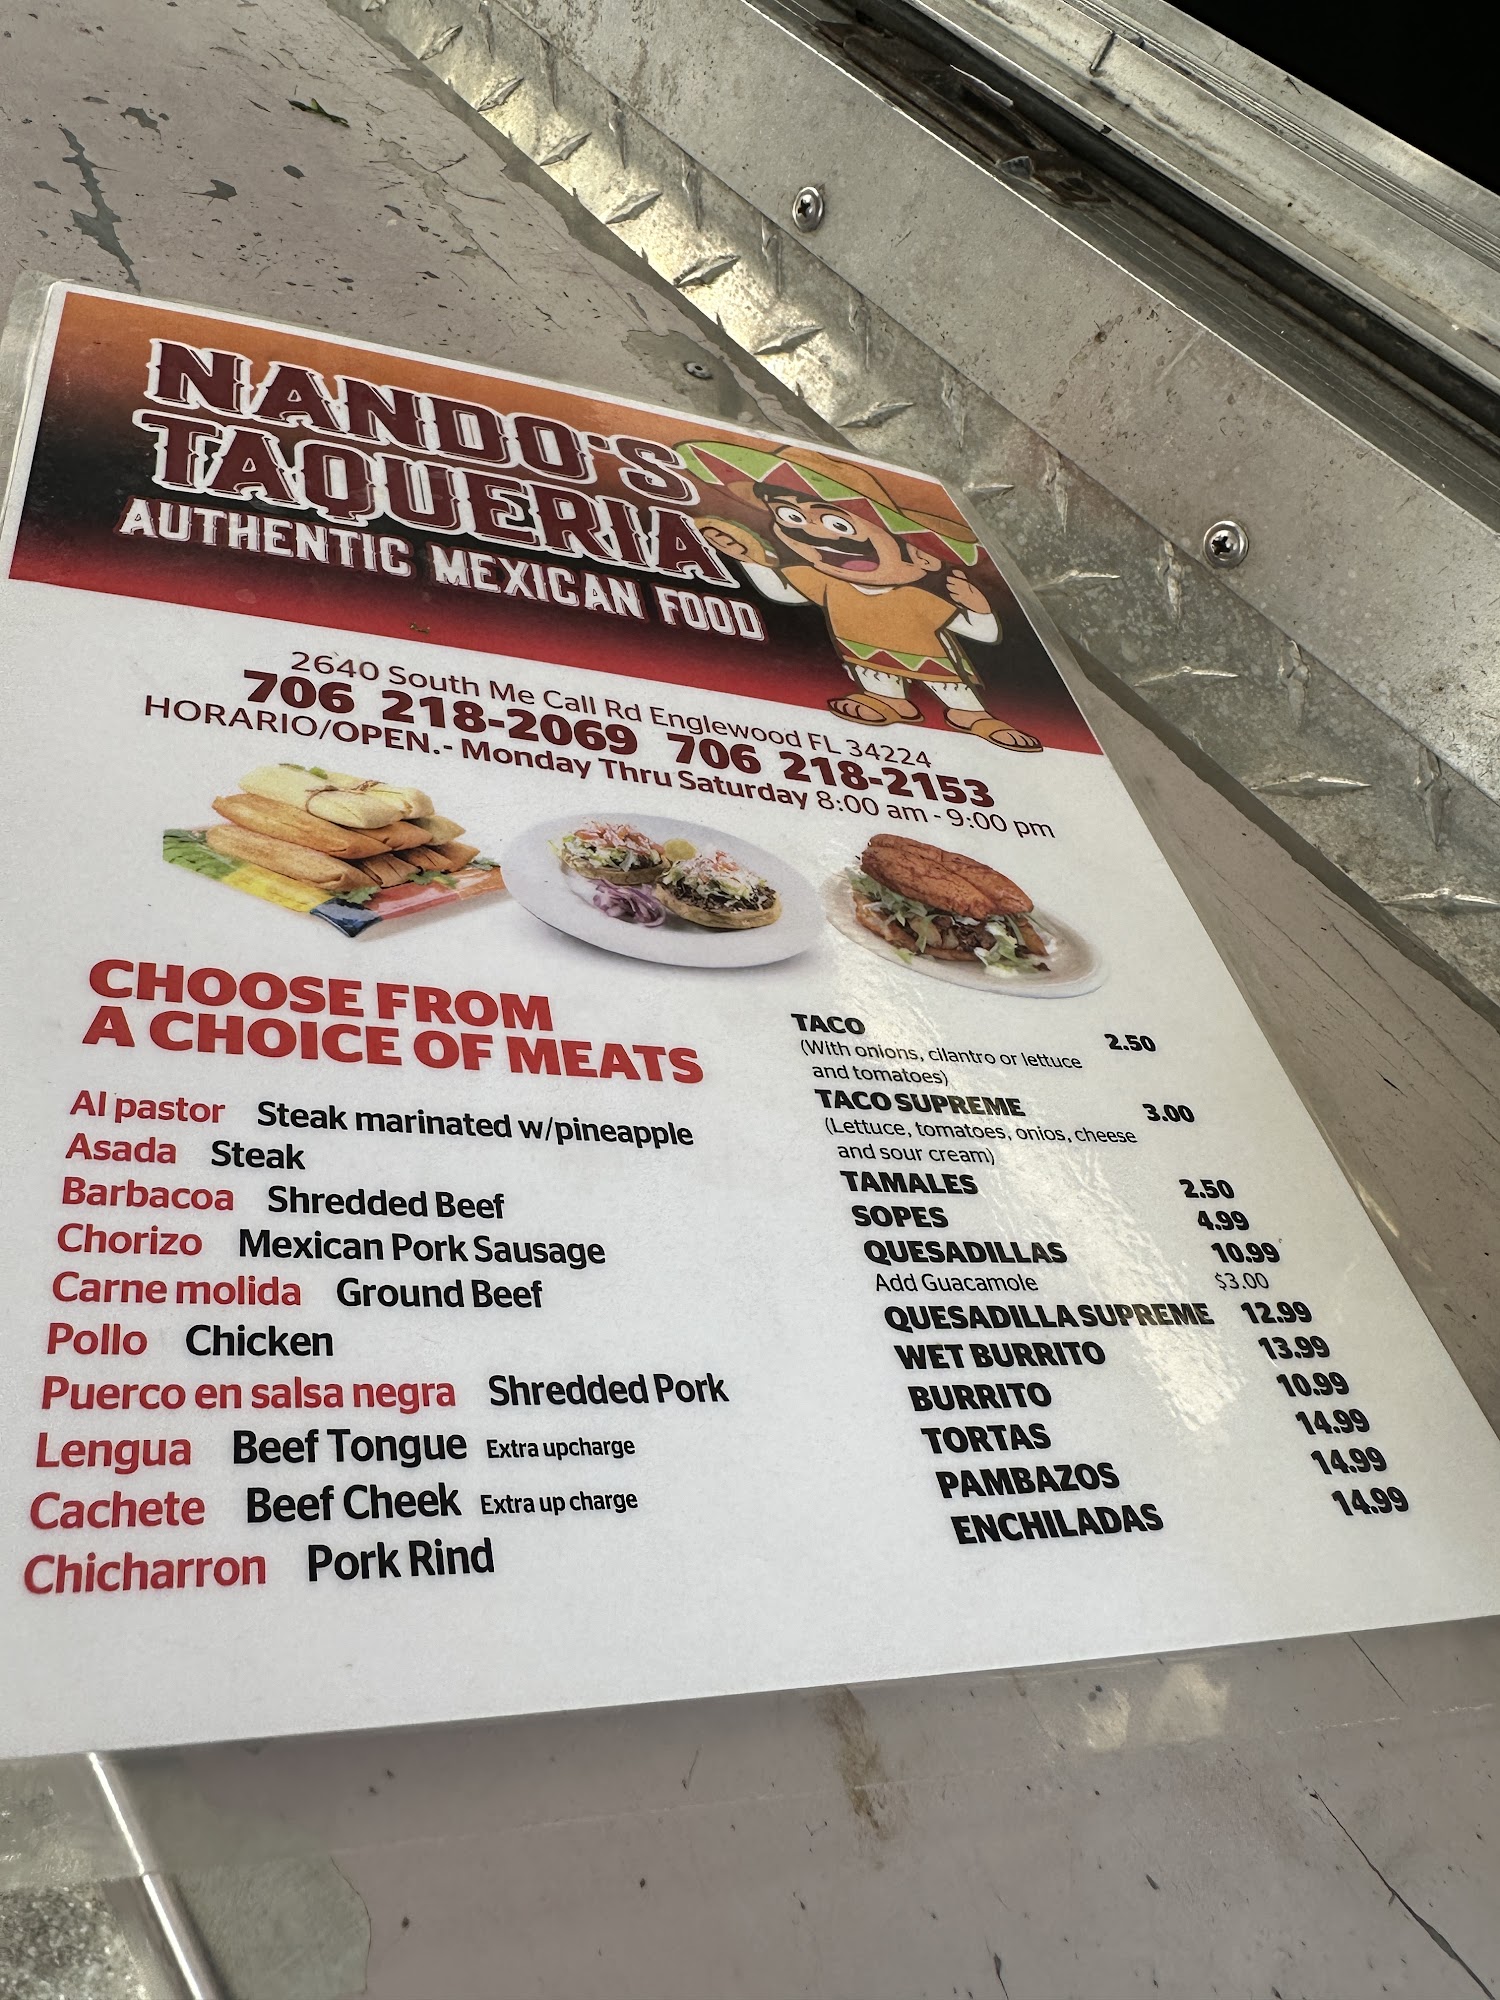 NANDO'S
TAQUERIA
AUTHENTIC MEXICAN FOOD
2640 South Me Call Rd Englewood FL 34224
706 218-2069 706 218-2153
HORARIO/OPEN.- Monday Thru Saturday 8:00 am - 9:00 pm
CHOOSE FROM
A CHOICE OF MEATS
Al pastor Steak marinated w/pineapple
Asada Steak
Barbacoa Shredded Beef
Chorizo Mexican Pork Sausage
Carne molida Ground Beef
Pollo Chicken
Puerco en salsa negra Shredded Pork
Lengua Beef Tongue Extra upcharge
Cachete Beef Cheek Extra up charge
Chicharron Pork Rind
TACO 2.50
(With onions, cilantro or lettuce
and tomatoes)
TACO SUPREME 3.00
(Lettuce, tomatoes, onios, cheese
and sour cream)
TAMALES 2.50
SOPES 4.99
QUESADILLAS 10.99
Add Guacamole $3.00
QUESADILLA SUPREME 12.99
WET BURRITO 13.99
BURRITO 10.99
TORTAS 14.99
PAMBAZOS 14.99
ENCHILADAS 14.99